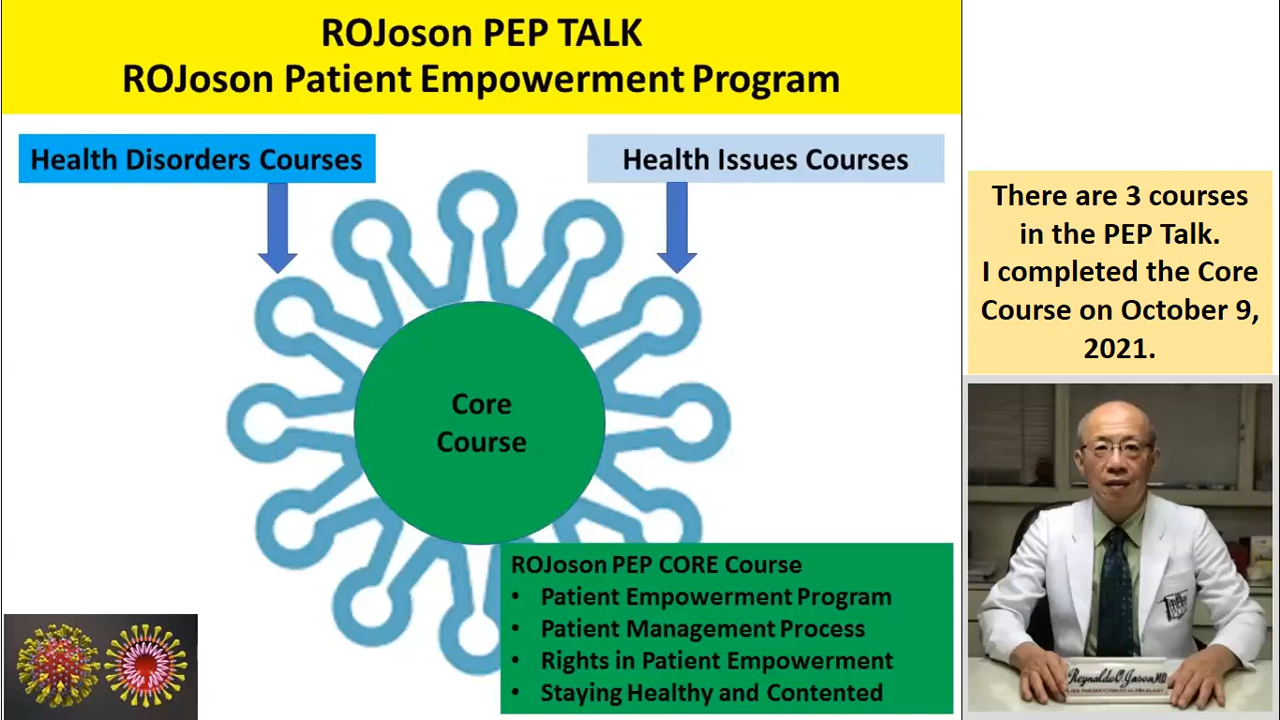 ROJoson PEP TALK
ROJoson Patient Empowerment Program
Health Disorders Courses
Health Issues Courses
There are 3 courses
in the PEP Talk.
I completed the Core
Course on October 9,
2021.
Core
Course
ROJoson PEP CORE Course
• Patient Empowerment Program
• Patient Management Process
• Rights in Patient Empowerment
• Staying Healthy and Contented
Reynaldo O. Joson MD